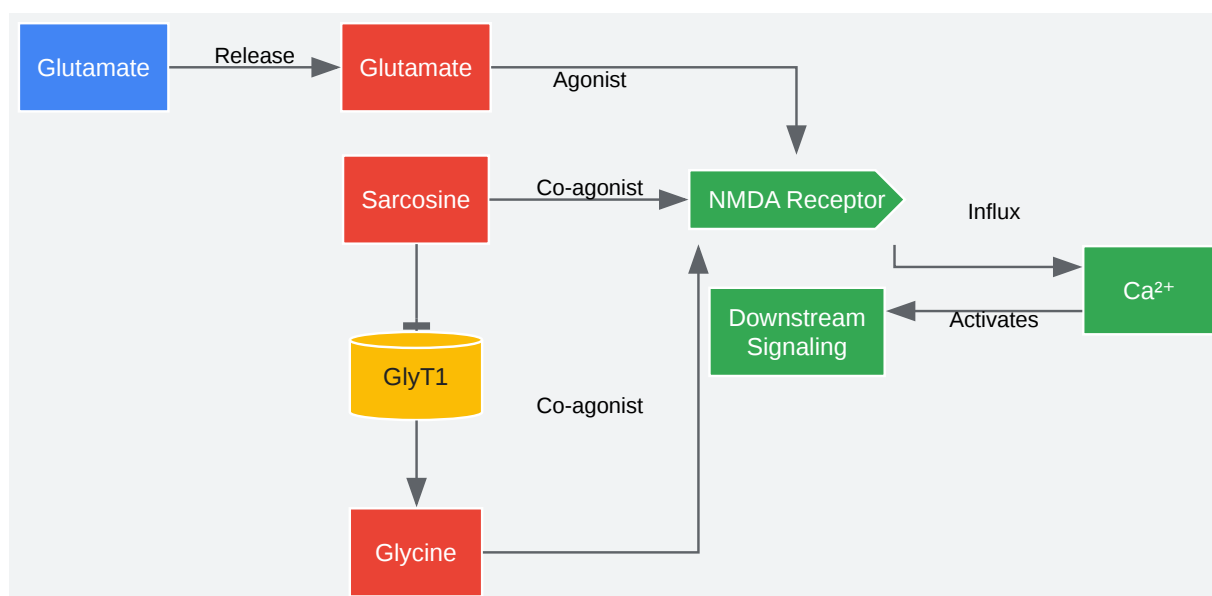 Glutamate
Release
Glutamate
Agonist
Sarcosine
Co-agonist
NMDA Receptor
Influx
Ca²⁺
Downstream
Signaling
Activates
GlyT1
Co-agonist
Glycine